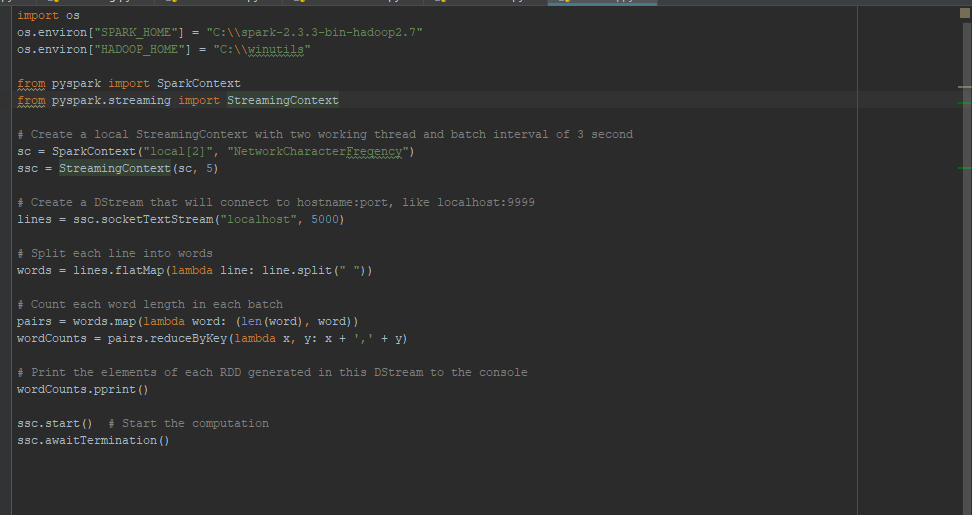 import os
os.environ["SPARK_HOME"] = "C:\\spark-2.3.3-bin-hadoop2.7"
os.environ["HADOOP_HOME"] = "C:\\winutils"
from pyspark import SparkContext
from pyspark.streaming import StreamingContext
# Create a local StreamingContext with two working thread and batch interval of 3 second
sc = SparkContext("local[2]", "NetworkCharacterFreqency")
ssc = StreamingContext(sc, 5)
# Create a DStream that will connect to hostname:port, like localhost:9999
lines = ssc.socketTextStream("localhost", 5000)
# Split each line into words
words = lines.flatMap(lambda line: line.split(" "))
# Count each word length in each batch
pairs = words.map(lambda word: (len(word), word))
wordCounts = pairs.reduceByKey(lambda x, y: x + ',' + y)
# Print the elements of each RDD generated in this DStream to the console
wordCounts.pprint()
ssc.start()  # Start the computation
ssc.awaitTermination()